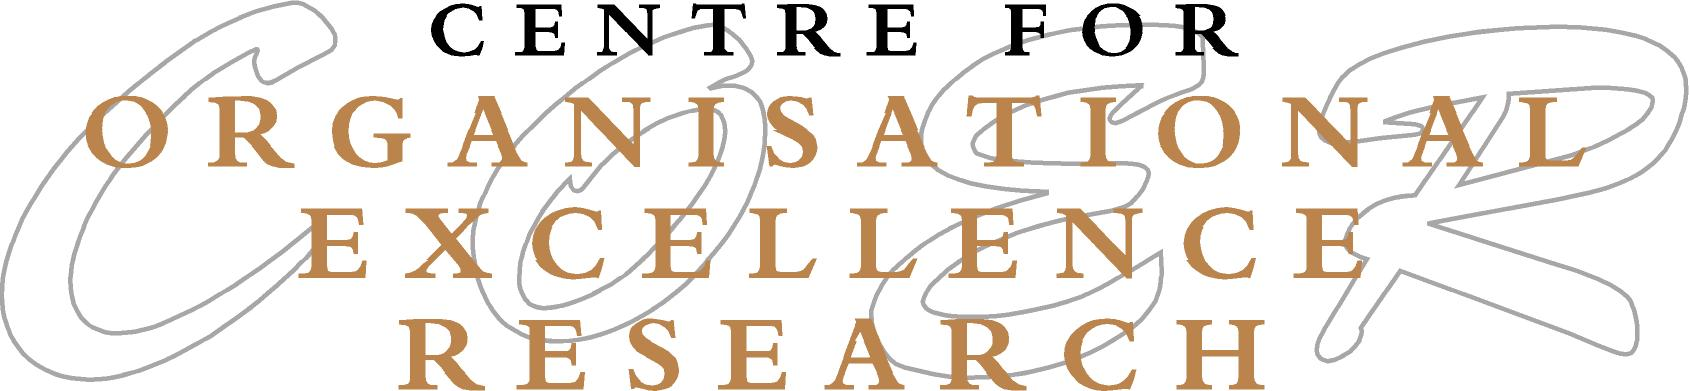 CENTRE FOR
ORGANISATIONAL
EXCELLENCE
RESEARCH
COER